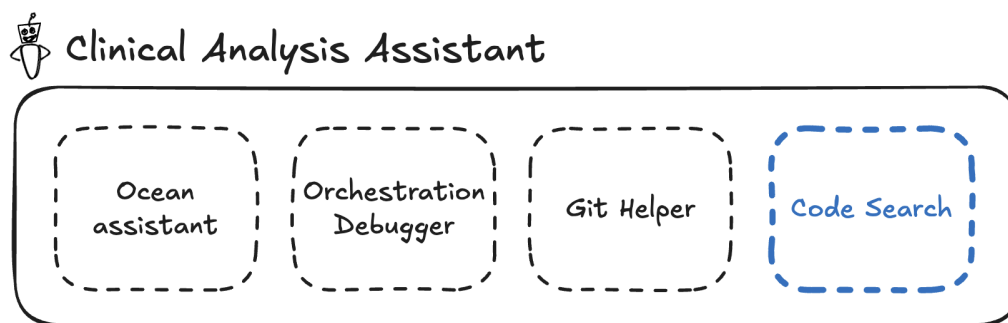 Clinical Analysis Assistant
Ocean
assistant
Orchestration
Debugger
Git Helper
Code Search